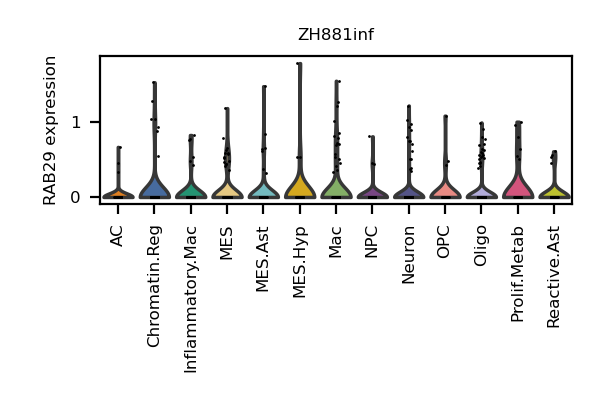 ZH881inf
RAB29 expression
1
0
AC
Chromatin.Reg
Inflammatory.Mac
MES
MES.Ast
MES.Hyp
Mac
NPC
Neuron
OPC
Oligo
Prolif.Metab
Reactive.Ast